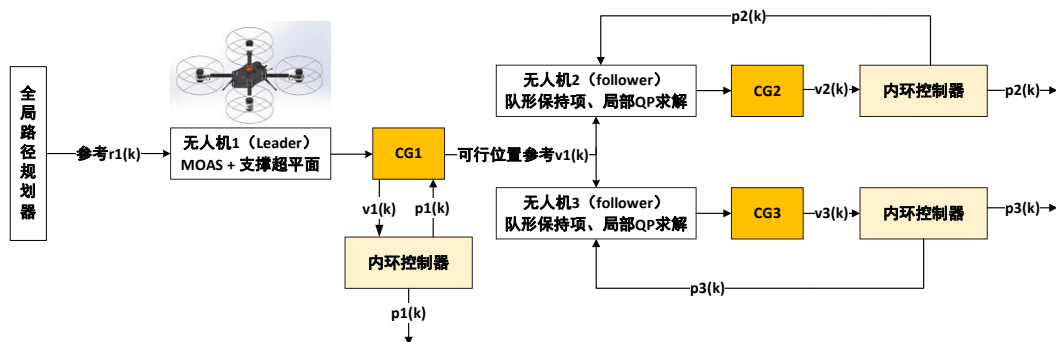 全局路径规划器
参考r1(k)
无人机1（Leader）
MOAS + 支撑超平面
CG1
可行位置参考v1(k)
v1(k)
p1(k)
内环控制器
p1(k)
p2(k)
无人机2（follower）
队形保持项、局部QP求解
CG2
v2(k)
内环控制器
p2(k)
无人机3（follower）
队形保持项、局部QP求解
CG3
v3(k)
内环控制器
p3(k)
p3(k)